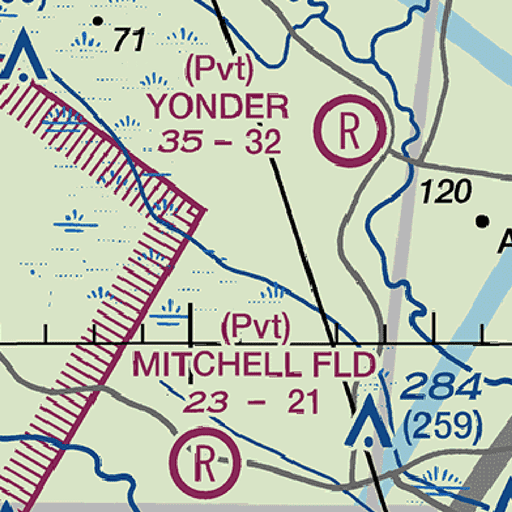 71
(Pvt)
YONDER
35 - 32
R
120
(Pvt)
MITCHELL FLD
23 - 21
284
(259)
R